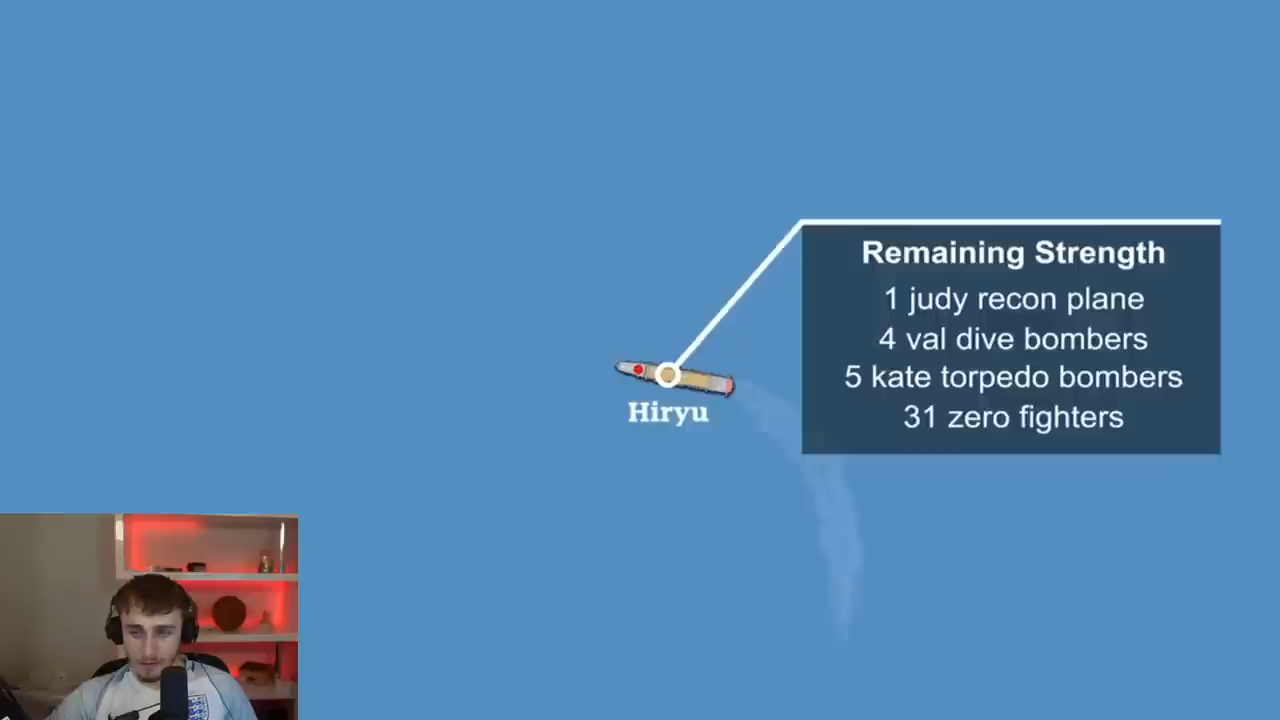 Remaining Strength
1 judy recon plane
4 val dive bombers
5 kate torpedo bombers
31 zero fighters
Hiryu